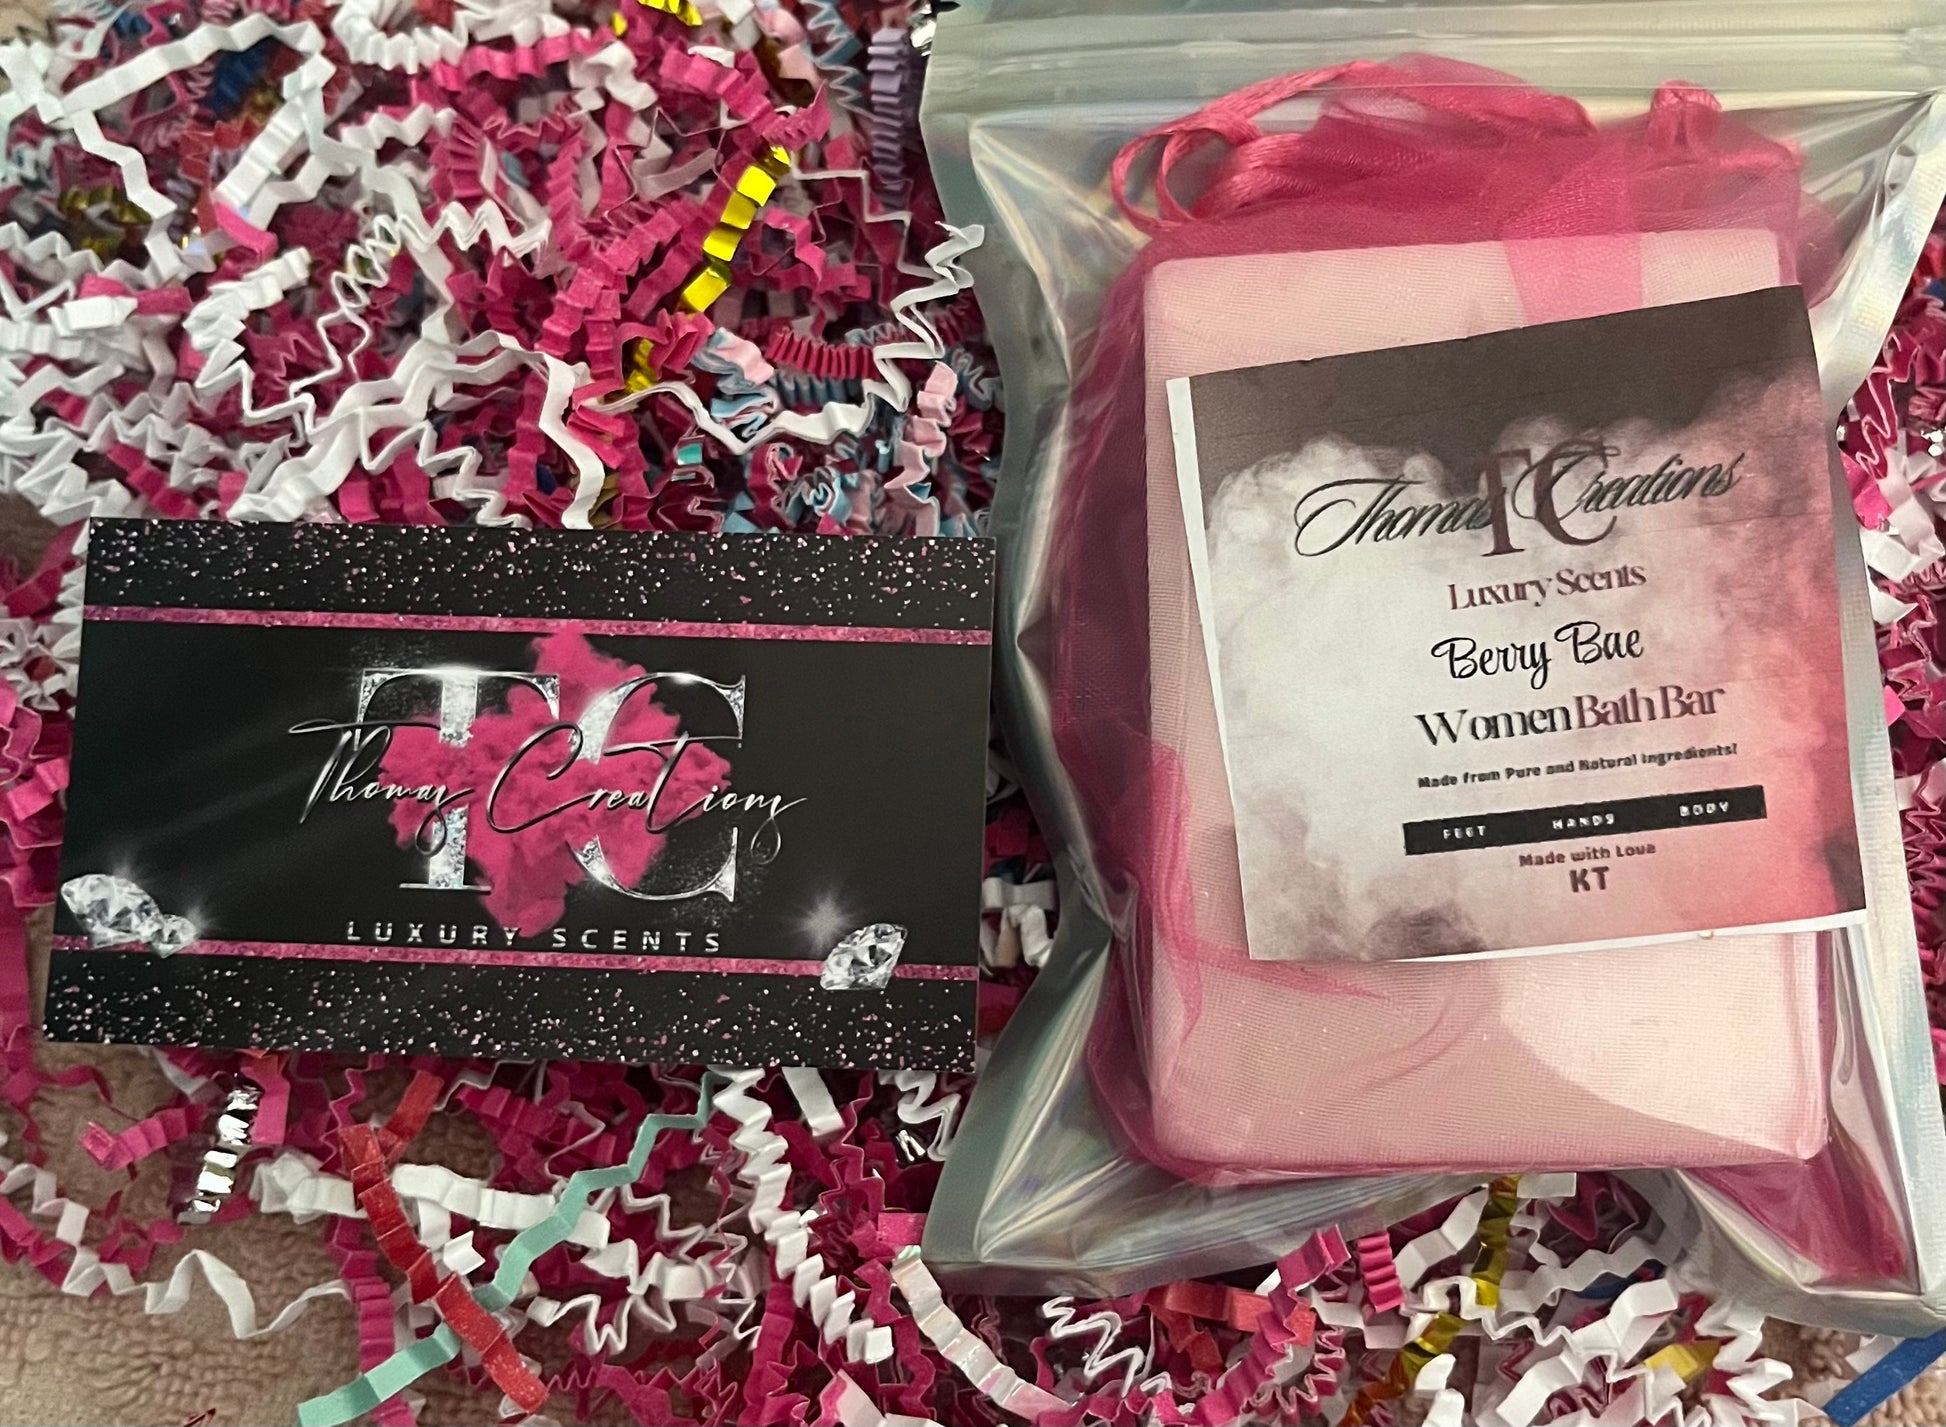 TC
Thomas Creations
LUXURY SCENTS
Thomas Creations
TC
Luxury Scents
Berry Bae
Women Bath Bar
Made from Pure and Natural Ingredients!
FEET HANDS BODY
Made with Love
KT